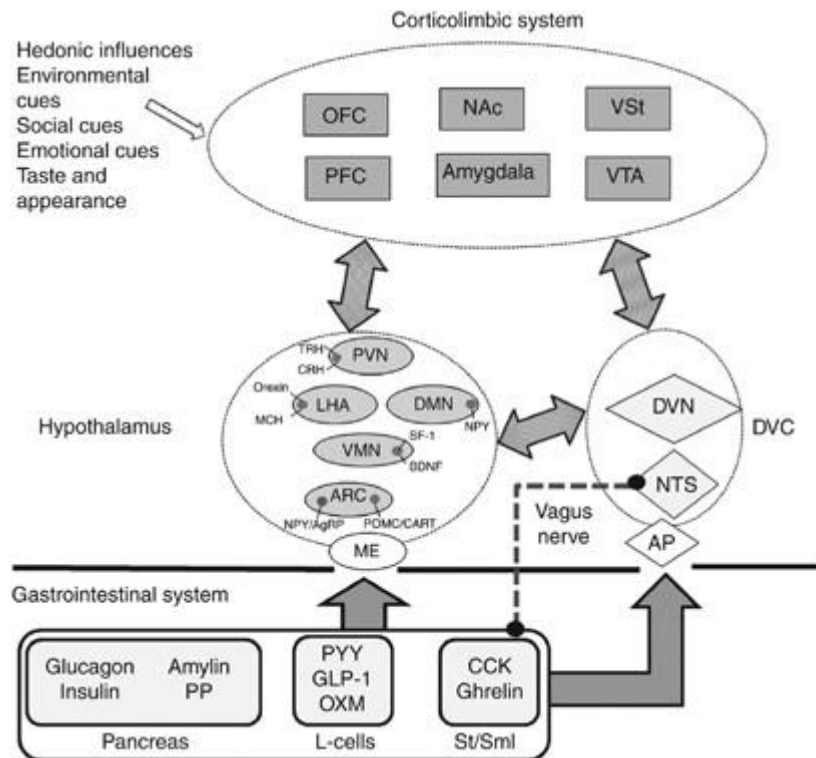 Corticolimbic system
Hedonic influences
Environmental
cues
Social cues
Emotional cues
Taste and
appearance
OFC
NAc
VSt
PFC
Amygdala
VTA
Hypothalamus
TRH
CRH
PVN
Orexin
MCH
LHA
DMN
NPY
VMN
SF-1
BDNF
ARC
NPY/AgRP
POMC/CART
ME
DVN
DVC
NTS
Vagus
nerve
AP
Gastrointestinal system
Glucagon Amylin
Insulin PP
Pancreas
PYY
GLP-1
OXM
L-cells
CCK
Ghrelin
St/SmI